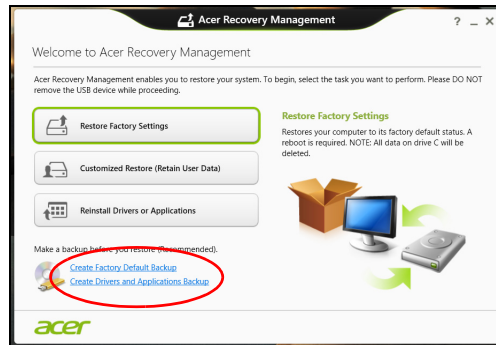 Acer Recovery Management
Welcome to Acer Recovery Management
Acer Recovery Management enables you to restore your system. To begin, select the task you want to perform. Please DO NOT
remove the USB device while proceeding.
Restore Factory Settings
Customized Restore (Retain User Data)
Reinstall Drivers or Applications
Restore Factory Settings
Restores your computer to its factory default status. A
reboot is required. NOTE: All data on drive C will be
deleted.
Make a backup before you restore (Recommended).
Create Factory Default Backup
Create Drivers and Applications Backup
acer